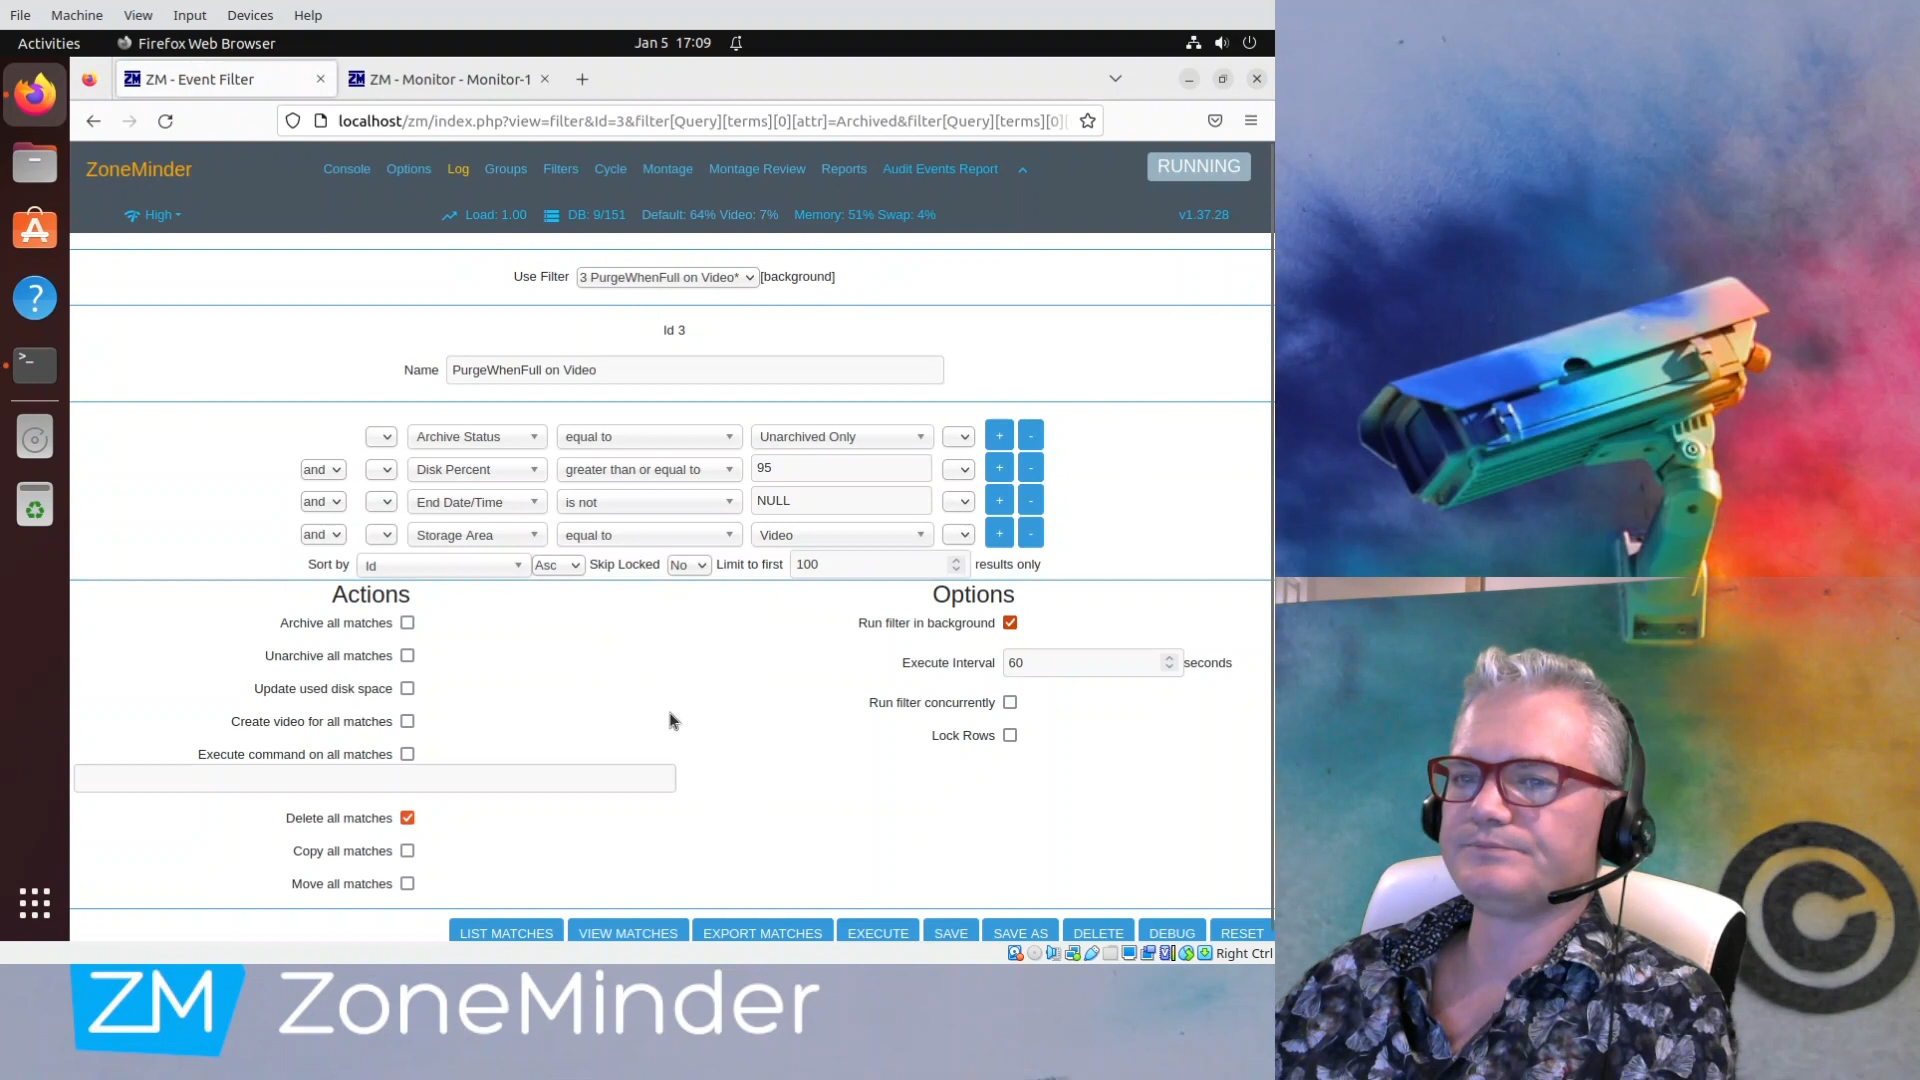 File Machine View Input Devices Help
Activities Firefox Web Browser Jan 5 17:09
ZM - Event Filter × ZM - Monitor - Monitor-1 × +
localhost/zm/index.php?view=filter&Id=3&filter[Query][terms][0][attr]=Archived&filter[Query][terms][0][
ZoneMinder Console Options Log Groups Filters Cycle Montage Montage Review Reports Audit Events Report RUNNING
High Load: 1.00 DB: 9/151 Default: 64% Video: 7% Memory: 51% Swap: 4% v1.37.28
Use Filter 3 PurgeWhenFull on Video* [background]
Id 3
Name PurgeWhenFull on Video
Archive Status equal to Unarchived Only + -
and Disk Percent greater than or equal to 95 + -
and End Date/Time is not NULL + -
and Storage Area equal to Video + -
Sort by Id Asc Skip Locked No Limit to first 100 results only
Actions Options
Archive all matches Run filter in background
Unarchive all matches Execute Interval 60 seconds
Update used disk space Run filter concurrently
Create video for all matches Lock Rows
Execute command on all matches
Delete all matches
Copy all matches
Move all matches
LIST MATCHES VIEW MATCHES EXPORT MATCHES EXECUTE SAVE SAVE AS DELETE DEBUG RESET
Right Ctrl
ZM ZoneMinder